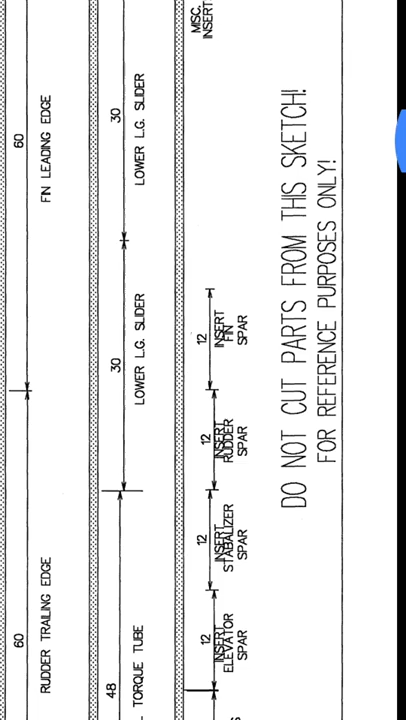 60
RUDDER TRAILING EDGE
60
FIN LEADING EDGE
48
TORQUE TUBE
30
LOWER L.G. SLIDER
30
LOWER L.G. SLIDER
12
INSERT
ELEVATOR
SPAR
12
INSERT
STABALIZER
SPAR
12
INSERT
RUDDER
SPAR
12
INSERT
FIN
SPAR
MISC.
INSERT
DO NOT CUT PARTS FROM THIS SKETCH!
FOR REFERENCE PURPOSES ONLY!